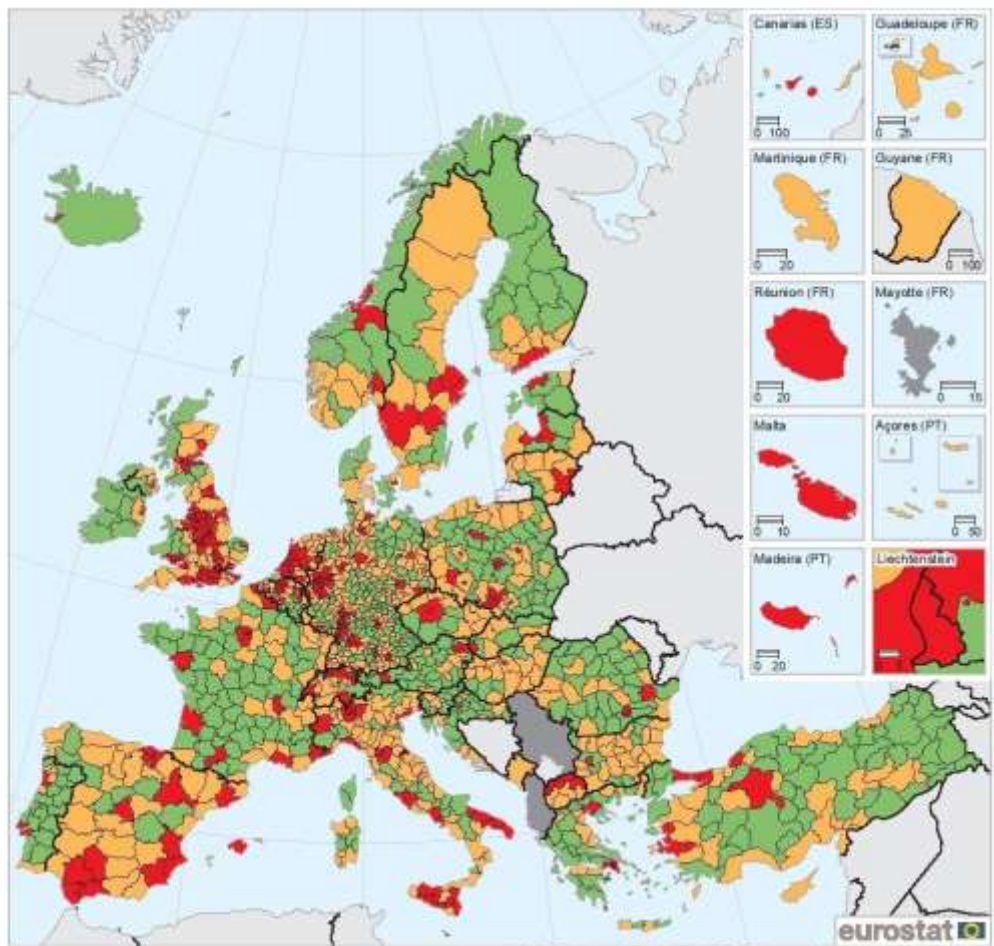 Canarias (ES)
0 100
Guadeloupe (FR)
0 25
Martinique (FR)
0 20
Guyane (FR)
0 100
Réunion (FR)
0 20
Mayotte (FR)
0 15
Malta
0 10
Açores (PT)
0 50
Madeira (PT)
0 20
Liechtenstein
eurostat